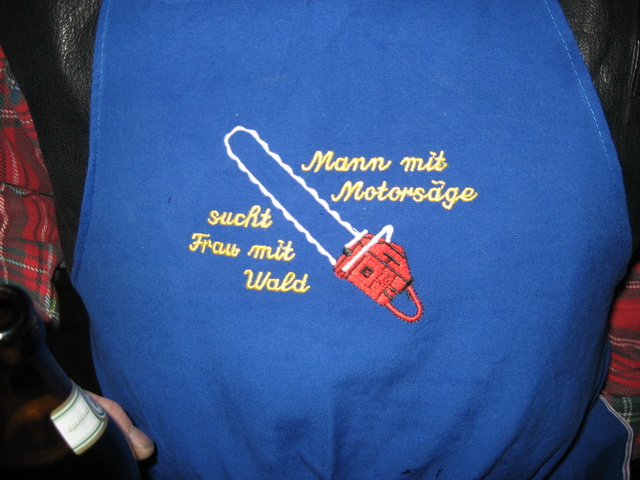 Mann mit
Motorsäge
sucht
Frau mit
Wald